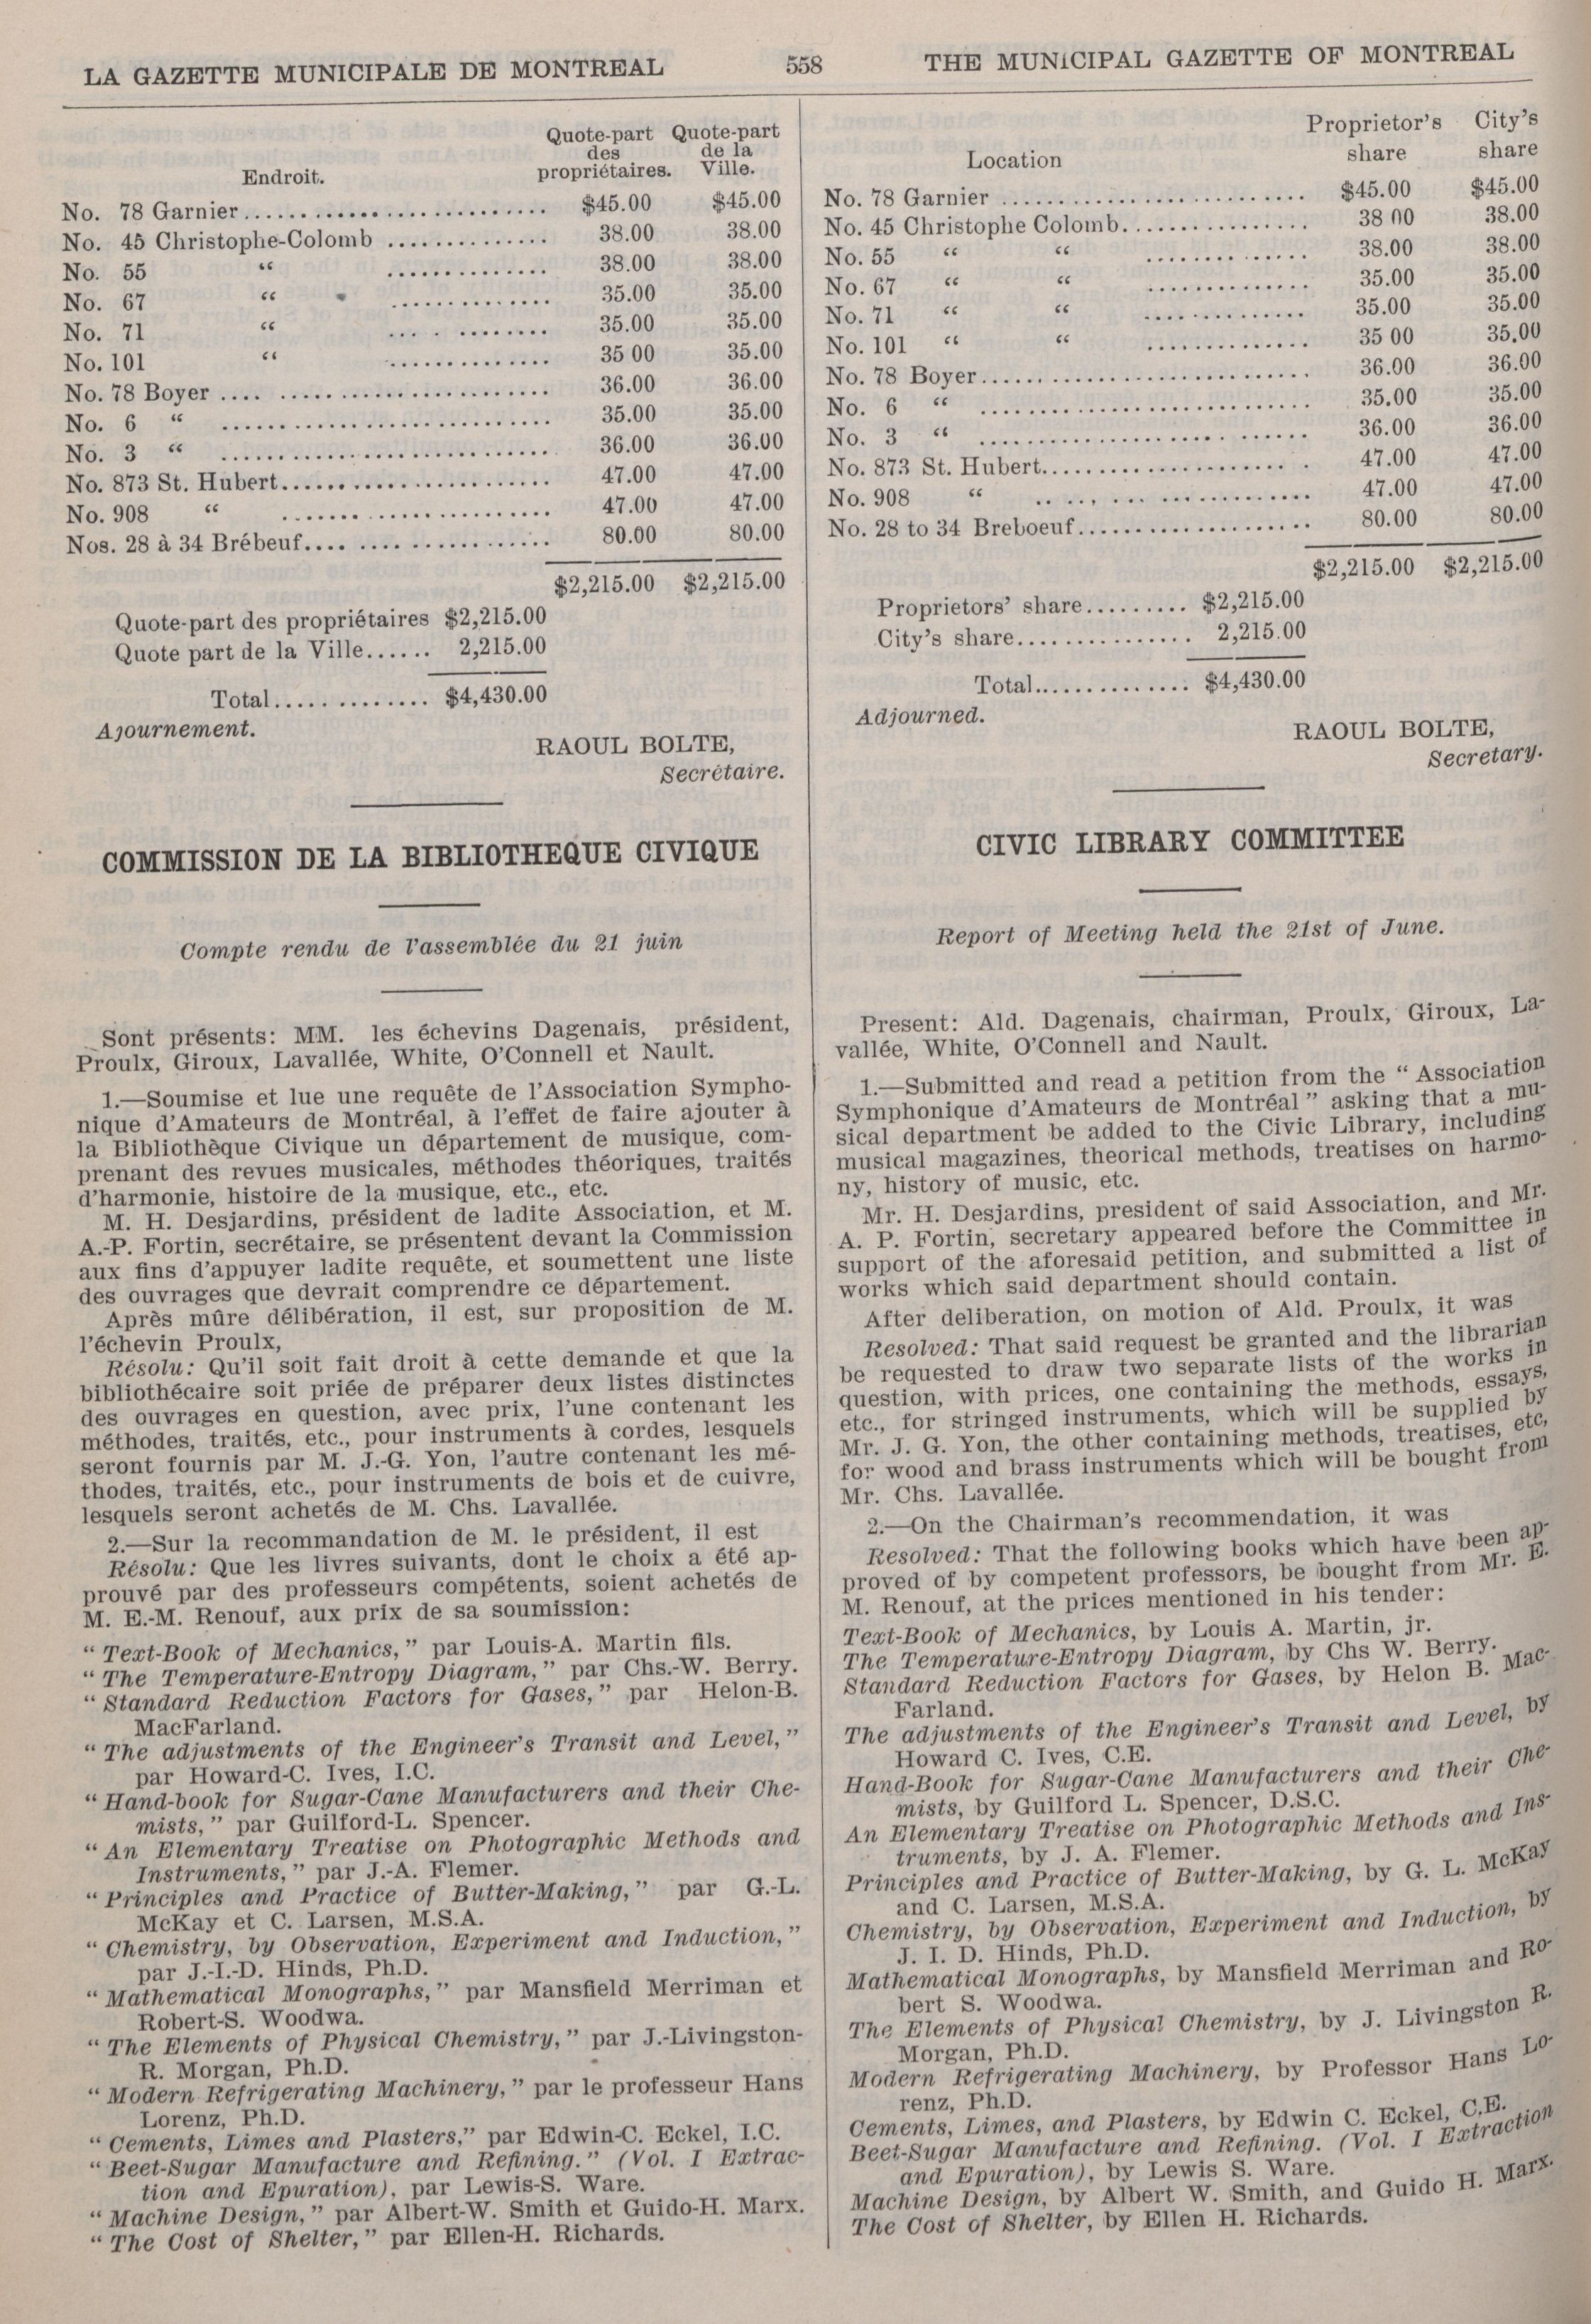 LA GAZETTE MUNICIPALE DE MONTREAL 558 THE MUNICIPAL GAZETTE OF MONTREAL
Endroit. Quote-part des propriétaires. Quote-part de la Ville.
No. 78 Garnier........................... $45.00 $45.00
No. 45 Christophe-Colomb .............. 38.00 38.00
No. 55 “ .............. 38.00 38.00
No. 67 “ .............. 35.00 35.00
No. 71 “ .... ........ 35.00 35.00
No. 101 “ .............. 35 00 35.00
No. 78 Boyer .... ...................... 36.00 36.00
No. 6 “ ............................ 35.00 35.00
No. 3 “ ............................ 36.00 36.00
No. 873 St. Hubert....................... 47.00 47.00
No. 908 “ ....................... 47.00 47.00
Nos. 28 à 34 Brébeuf.... ................ 80.00 80.00
$2,215.00 $2,215.00
Quote-part des propriétaires $2,215.00
Quote part de la Ville...... 2,215.00
Total.............. $4,430.00
Ajournement.
RAOUL BOLTE,
Secrétaire.
COMMISSION DE LA BIBLIOTHEQUE CIVIQUE
Compte rendu de l'assemblée du 21 juin
Sont présents: MM. les échevins Dagenais, président,
Proulx, Giroux, Lavallée, White, O'Connell et Nault.
1.—Soumise et lue une requête de l'Association Sympho-
nique d'Amateurs de Montréal, à l'effet de faire ajouter à
la Bibliothèque Civique un département de musique, com-
prenant des revues musicales, méthodes théoriques, traités
d'harmonie, histoire de la musique, etc., etc.
M. H. Desjardins, président de ladite Association, et M.
A.-P. Fortin, secrétaire, se présentent devant la Commission
aux fins d'appuyer ladite requête, et soumettent une liste
des ouvrages que devrait comprendre ce département.
Après mûre délibération, il est, sur proposition de M.
l'échevin Proulx,
Résolu: Qu'il soit fait droit à cette demande et que la
bibliothécaire soit priée de préparer deux listes distinctes
des ouvrages en question, avec prix, l'une contenant les
méthodes, traités, etc., pour instruments à cordes, lesquels
seront fournis par M. J.-G. Yon, l'autre contenant les mé-
thodes, traités, etc., pour instruments de bois et de cuivre,
lesquels seront achetés de M. Chs. Lavallée.
2.—Sur la recommandation de M. le président, il est
Résolu: Que les livres suivants, dont le choix a été ap-
prouvé par des professeurs compétents, soient achetés de
M. E.-M. Renouf, aux prix de sa soumission:
“ Text-Book of Mechanics,” par Louis-A. Martin fils.
“ The Temperature-Entropy Diagram,” par Chs.-W. Berry.
“ Standard Reduction Factors for Gases,” par Helon-B.
MacFarland.
“ The adjustments of the Engineer's Transit and Level,”
par Howard-C. Ives, I.C.
“ Hand-book for Sugar-Cane Manufacturers and their Che-
mists,” par Guilford-L. Spencer.
“ An Elementary Treatise on Photographic Methods and
Instruments,” par J.-A. Flemer.
“ Principles and Practice of Butter-Making,” par G.-L.
McKay et C. Larsen, M.S.A.
“ Chemistry, by Observation, Experiment and Induction,”
par J.-I.-D. Hinds, Ph.D.
“ Mathematical Monographs,” par Mansfield Merriman et
Robert-S. Woodwa.
“ The Elements of Physical Chemistry,” par J.-Livingston-
R. Morgan, Ph.D.
“ Modern Refrigerating Machinery,” par le professeur Hans
Lorenz, Ph.D.
“ Cements, Limes and Plasters,” par Edwin-C. Eckel, I.C.
“ Beet-Sugar Manufacture and Refining.” (Vol. I Extrac-
tion and Epuration), par Lewis-S. Ware.
“ Machine Design,” par Albert-W. Smith et Guido-H. Marx.
“ The Cost of Shelter,” par Ellen-H. Richards.
Location Proprietor's share City's share
No. 78 Garnier ........................... $45.00 $45.00
No. 45 Christophe Colomb................ 38 00 38.00
No. 55 “ “ .............. 38.00 38.00
No. 67 “ “ .............. 35.00 35.00
No. 71 “ “ .............. 35.00 35.00
No. 101 “ “ .............. 35 00 35.00
No. 78 Boyer............................ 36.00 36.00
No. 6 “ ............................ 35.00 35.00
No. 3 “ ............................ 36.00 36.00
No. 873 St. Hubert...................... . 47.00 47.00
No. 908 “ .. .., ... ............. 47.00 47.00
No. 28 to 34 Breboeuf.................... 80.00 80.00
$2,215.00 $2,215.00
Proprietors' share......... $2,215.00
City's share............... 2,215.00
Total............... $4,430.00
Adjourned.
RAOUL BOLTE,
Secretary.
CIVIC LIBRARY COMMITTEE
Report of Meeting held the 21st of June.
Present: Ald. Dagenais, chairman, Proulx, Giroux, La-
vallée, White, O'Connell and Nault.
1.—Submitted and read a petition from the “ Association
Symphonique d'Amateurs de Montréal ” asking that a mu-
sical department be added to the Civic Library, including
musical magazines, theorical methods, treatises on harmo-
ny, history of music, etc.
Mr. H. Desjardins, president of said Association, and Mr.
A. P. Fortin, secretary appeared before the Committee in
support of the aforesaid petition, and submitted a list of
works which said department should contain.
After deliberation, on motion of Ald. Proulx, it was
Resolved: That said request be granted and the librarian
be requested to draw two separate lists of the works in
question, with prices, one containing the methods, essays,
etc., for stringed instruments, which will be supplied by
Mr. J. G. Yon, the other containing methods, treatises, etc,
for wood and brass instruments which will be bought from
Mr. Chs. Lavallée.
2.—On the Chairman's recommendation, it was
Resolved: That the following books which have been ap-
proved of by competent professors, be bought from Mr. E.
M. Renouf, at the prices mentioned in his tender:
Text-Book of Mechanics, by Louis A. Martin, jr.
The Temperature-Entropy Diagram, by Chs W. Berry.
Standard Reduction Factors for Gases, by Helon B. Mac-
Farland.
The adjustments of the Engineer's Transit and Level, by
Howard C. Ives, C.E.
Hand-Book for Sugar-Cane Manufacturers and their Che-
mists, by Guilford L. Spencer, D.S.C.
An Elementary Treatise on Photographic Methods and Ins-
truments, by J. A. Flemer.
Principles and Practice of Butter-Making, by G. L. McKay
and C. Larsen, M.S.A.
Chemistry, by Observation, Experiment and Induction, by
J. I. D. Hinds, Ph.D.
Mathematical Monographs, by Mansfield Merriman and Ro-
bert S. Woodwa.
The Elements of Physical Chemistry, by J. Livingston R.
Morgan, Ph.D.
Modern Refrigerating Machinery, by Professor Hans Lo-
renz, Ph.D.
Cements, Limes, and Plasters, by Edwin C. Eckel, C.E.
Beet-Sugar Manufacture and Refining. (Vol. I Extraction
and Epuration), by Lewis S. Ware.
Machine Design, by Albert W. Smith, and Guido H. Marx.
The Cost of Shelter, by Ellen H. Richards.